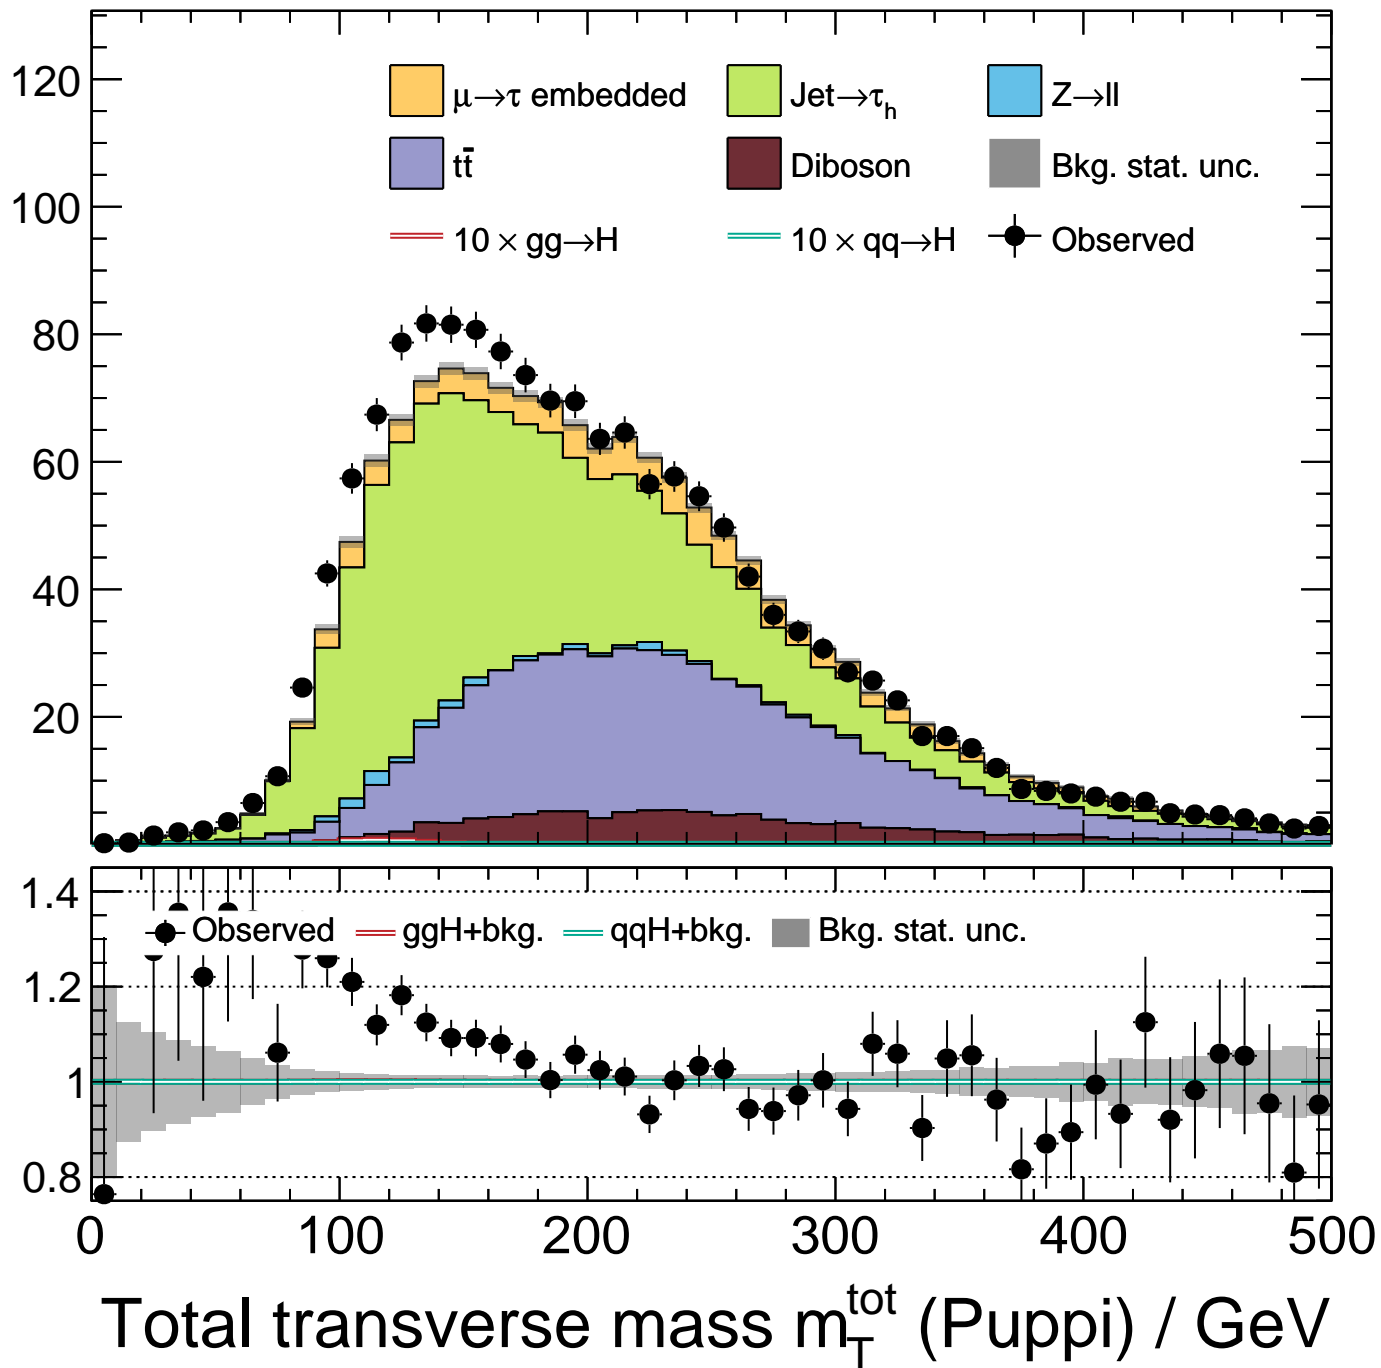 120
100
80
60
40
20
μ→τ embedded
Jet→τₕ
Z→ll
tt̄
Diboson
Bkg. stat. unc.
10 × gg→H
10 × qq→H
Observed
1.4
1.2
1
0.8
Observed
ggH+bkg.
qqH+bkg.
Bkg. stat. unc.
0 100 200 300 400 500
Total transverse mass m_T^tot (Puppi) / GeV